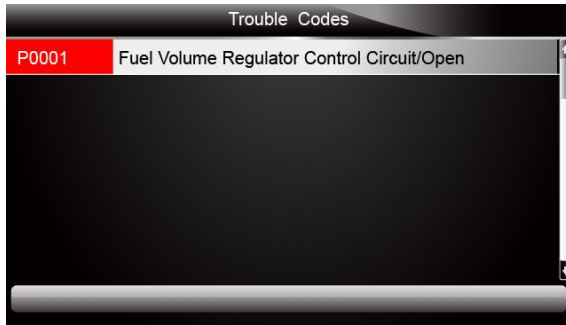 Trouble Codes
P0001 Fuel Volume Regulator Control Circuit/Open